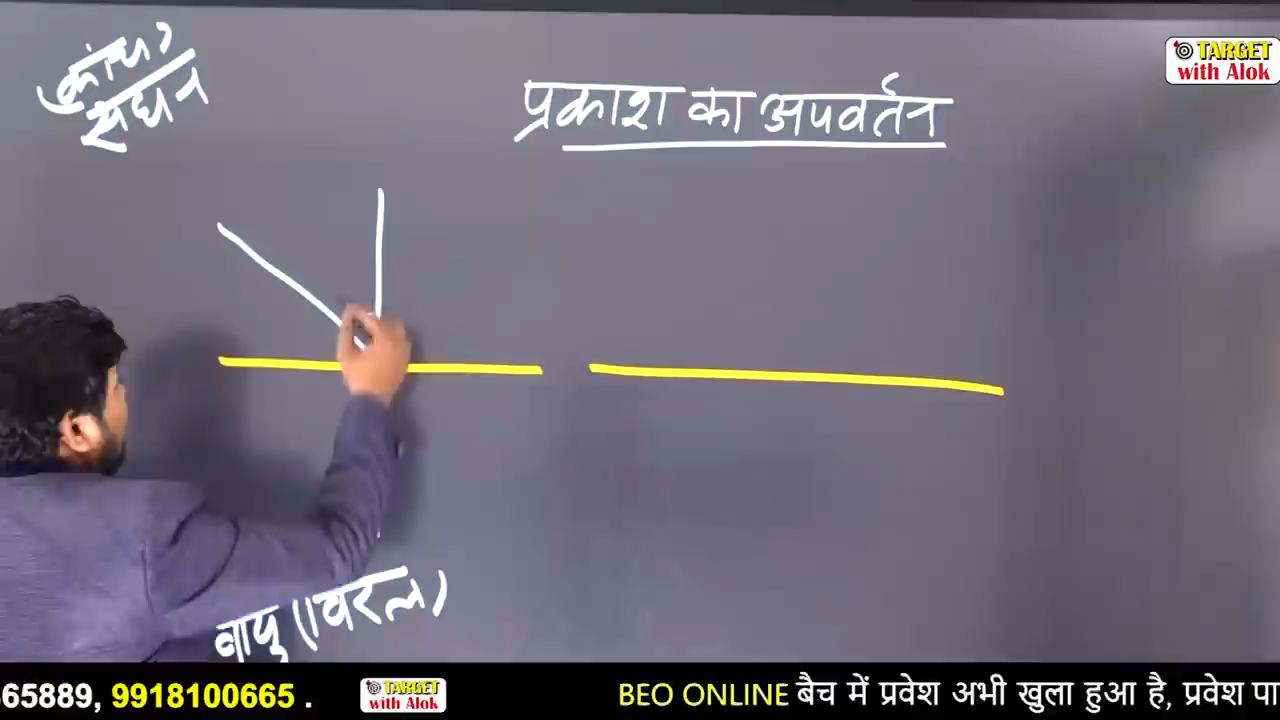 (कांच)
सघन
प्रकाश का अपवर्तन
TARGET
with Alok
वायु (विरल)
65889, 9918100665 .
TARGET
with Alok
BEO ONLINE बैच में प्रवेश अभी खुला हुआ है, प्रवेश पा